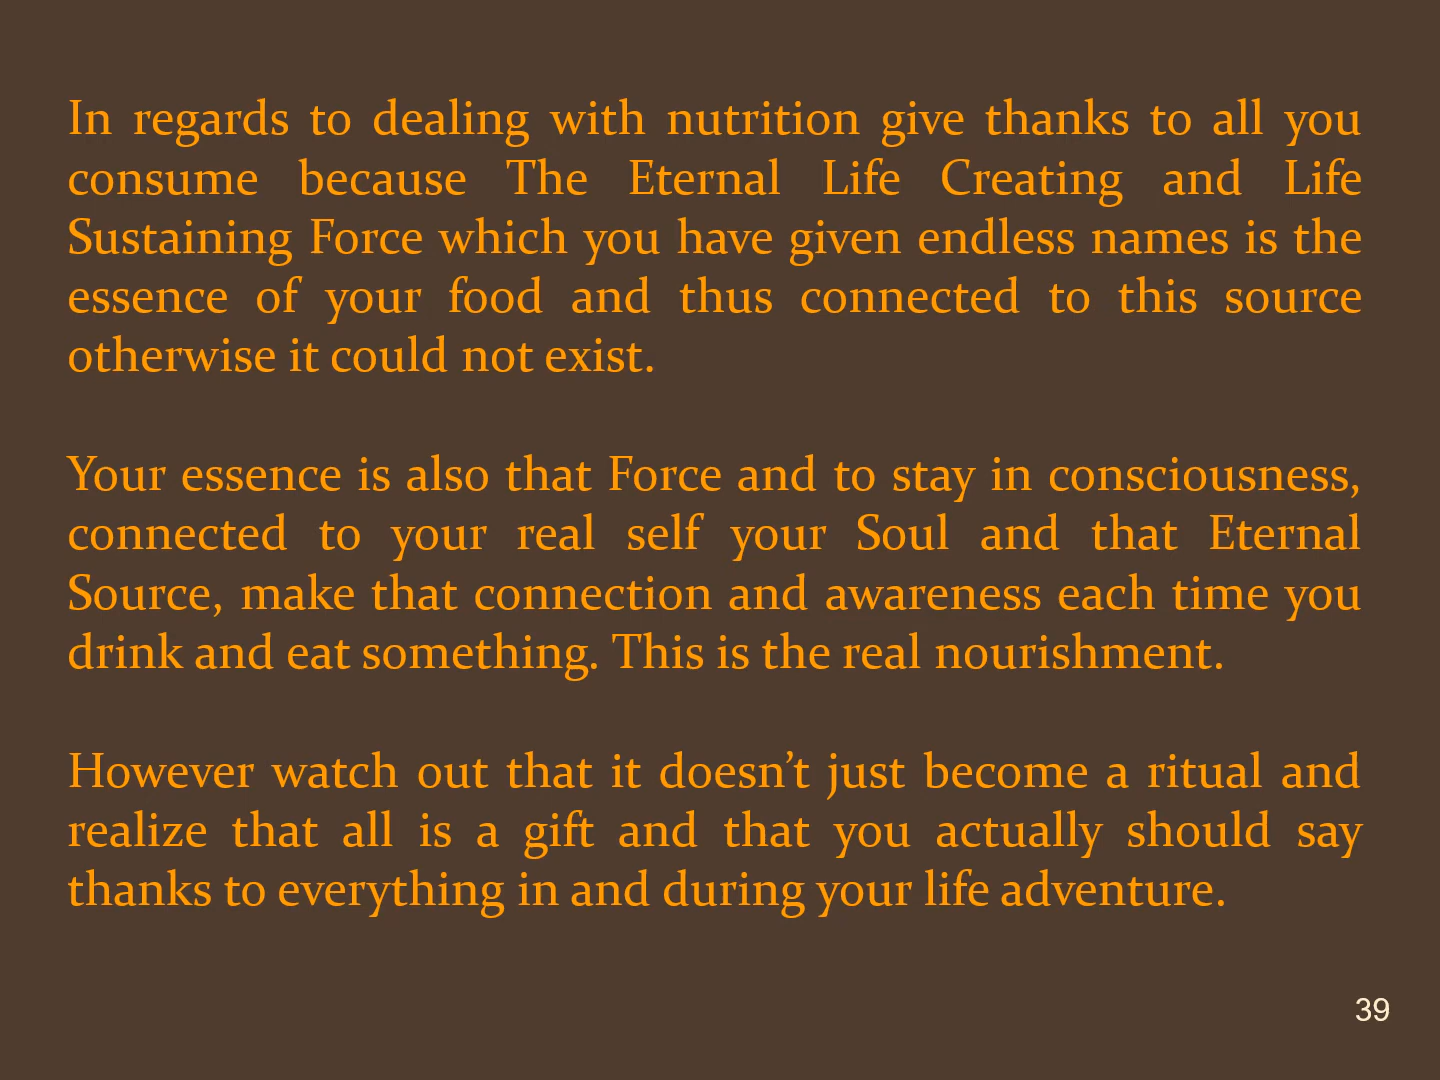 In regards to dealing with nutrition give thanks to all you
consume because The Eternal Life Creating and Life
Sustaining Force which you have given endless names is the
essence of your food and thus connected to this source
otherwise it could not exist.
Your essence is also that Force and to stay in consciousness,
connected to your real self your Soul and that Eternal
Source, make that connection and awareness each time you
drink and eat something. This is the real nourishment.
However watch out that it doesn’t just become a ritual and
realize that all is a gift and that you actually should say
thanks to everything in and during your life adventure.
39